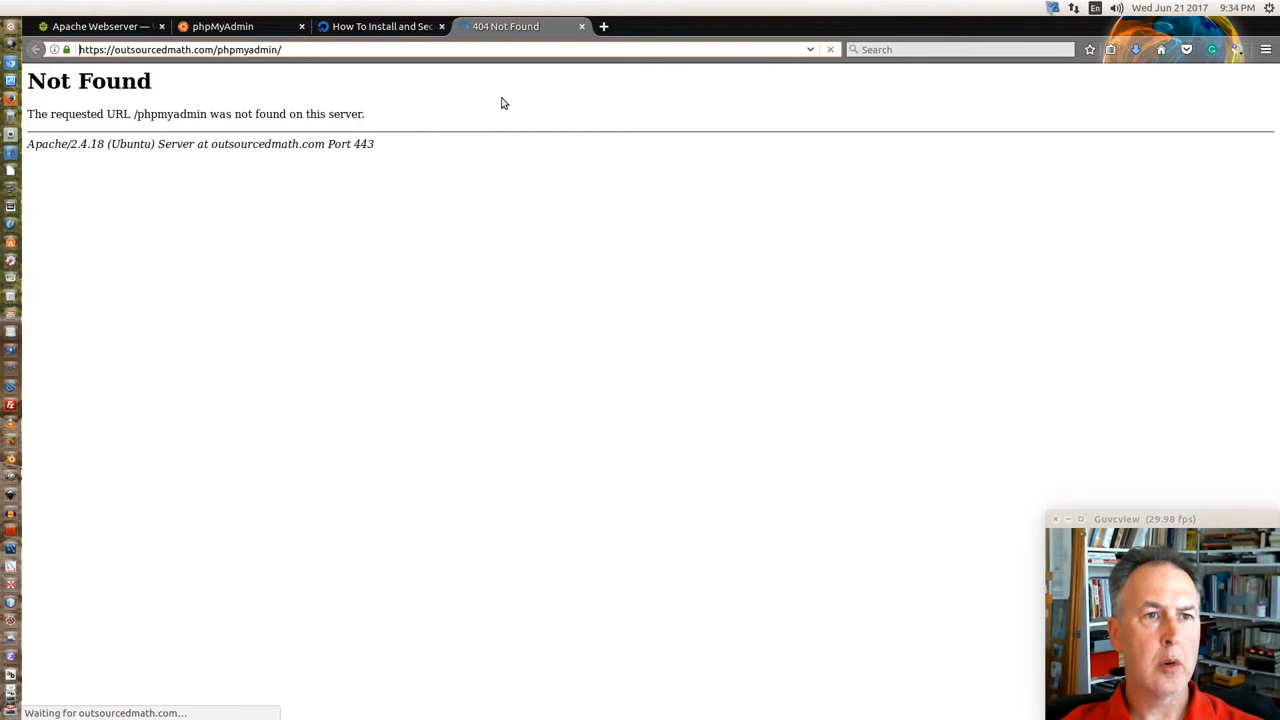 En
Wed Jun 21 2017
9:34 PM
Apache Webserver —
phpMyAdmin
How To Install and Sec
404 Not Found
https://outsourcedmath.com/phpmyadmin/
Search
Not Found
The requested URL /phpmyadmin was not found on this server.
Apache/2.4.18 (Ubuntu) Server at outsourcedmath.com Port 443
Guvcview (29.98 fps)
Waiting for outsourcedmath.com...